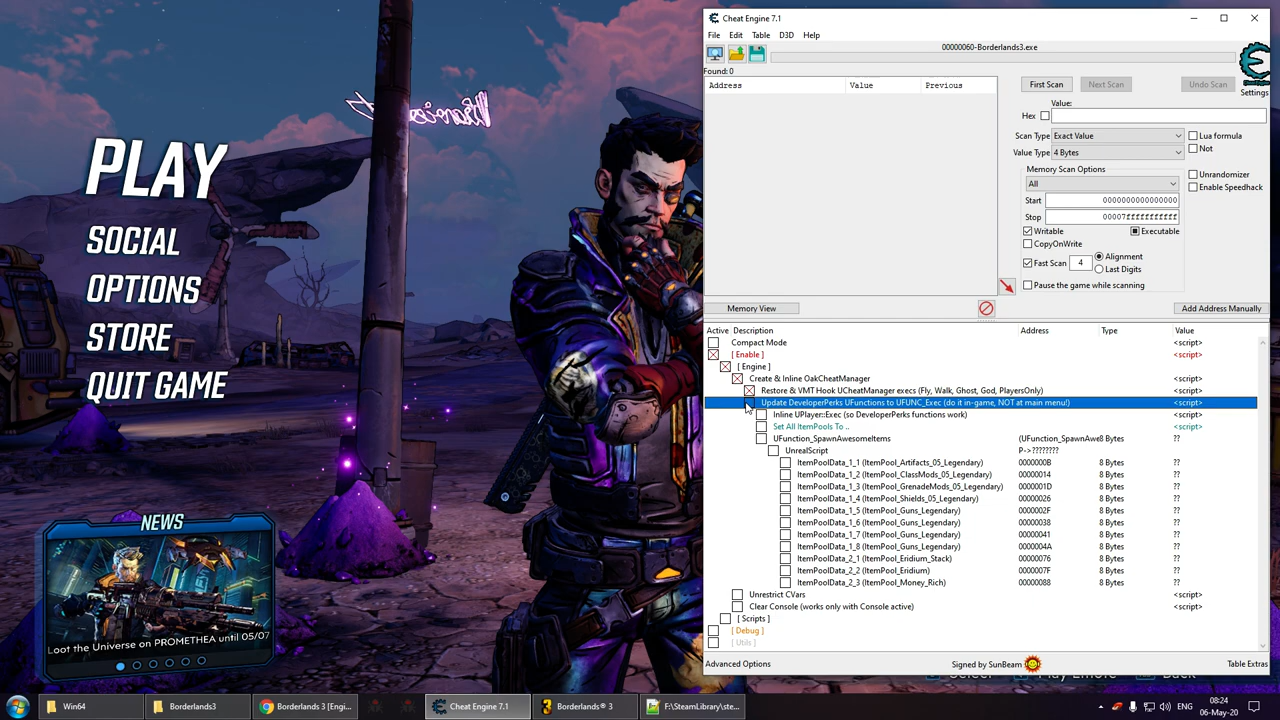 PLAY
SOCIAL
OPTIONS
STORE
QUIT GAME
NEWS
Loot the Universe on PROMETHEA until 05/07
Cheat Engine 7.1
File Edit Table D3D Help
00000060-Borderlands3.exe
Found: 0
Address Value Previous
First Scan Next Scan Undo Scan
Settings
Value:
Hex
Scan Type Exact Value
Lua formula
Value Type 4 Bytes
Not
Memory Scan Options
All
Unrandomizer
Enable Speedhack
Start 0000000000000000
Stop 00007fffffffffff
Writable Executable
CopyOnWrite
Fast Scan 4 Alignment
Last Digits
Pause the game while scanning
Memory View Add Address Manually
Active Description Address Type Value
Compact Mode <script>
[ Enable ] <script>
[ Engine ]
Create & Inline OakCheatManager <script>
Restore & VMT Hook UCheatManager execs (Fly, Walk, Ghost, God, PlayersOnly) <script>
Update DeveloperPerks UFunctions to UFUNC_Exec (do it in-game, NOT at main menu!) <script>
Inline UPlayer::Exec (so DeveloperPerks functions work) <script>
Set All ItemPools To .. <script>
UFunction_SpawnAwesomeItems (UFunction_SpawnAwe8 Bytes ??
UnrealScript P->????????
ItemPoolData_1_1 (ItemPool_Artifacts_05_Legendary) 0000000B 8 Bytes ??
ItemPoolData_1_2 (ItemPool_ClassMods_05_Legendary) 00000014 8 Bytes ??
ItemPoolData_1_3 (ItemPool_GrenadeMods_05_Legendary) 0000001D 8 Bytes ??
ItemPoolData_1_4 (ItemPool_Shields_05_Legendary) 00000026 8 Bytes ??
ItemPoolData_1_5 (ItemPool_Guns_Legendary) 0000002F 8 Bytes ??
ItemPoolData_1_6 (ItemPool_Guns_Legendary) 00000038 8 Bytes ??
ItemPoolData_1_7 (ItemPool_Guns_Legendary) 00000041 8 Bytes ??
ItemPoolData_1_8 (ItemPool_Guns_Legendary) 0000004A 8 Bytes ??
ItemPoolData_2_1 (ItemPool_Eridium_Stack) 00000076 8 Bytes ??
ItemPoolData_2_2 (ItemPool_Eridium) 0000007F 8 Bytes ??
ItemPoolData_2_3 (ItemPool_Money_Rich) 00000088 8 Bytes ??
Unrestrict CVars <script>
Clear Console (works only with Console active) <script>
[ Scripts ]
[ Debug ]
[ Utils ]
Advanced Options Signed by SunBeam Table Extras
Win64 Borderlands3 Borderlands 3 [Engi... Cheat Engine 7.1 Borderlands® 3 F:\SteamLibrary\ste... ENG 08:24
06-May-20